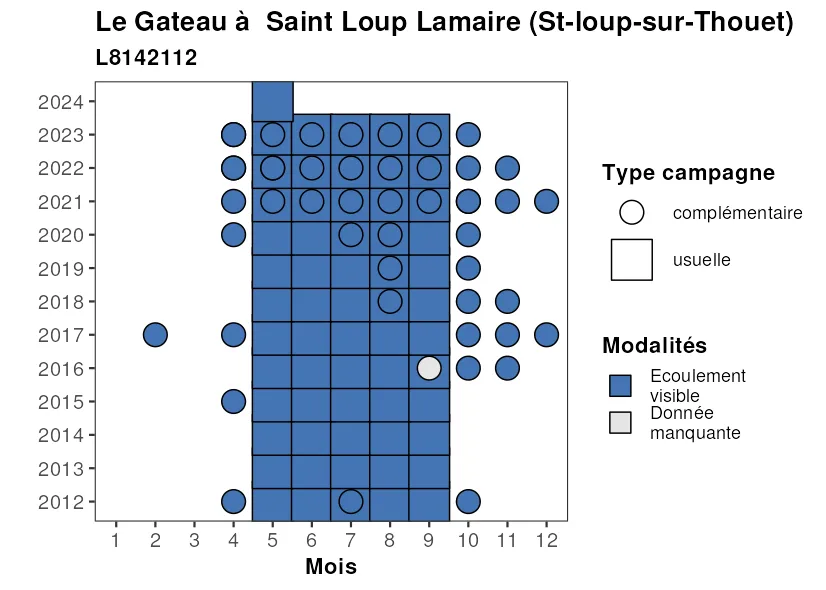 Le Gateau à  Saint Loup Lamaire (St-loup-sur-Thouet)
L8142112
2024
2023
2022
2021
2020
2019
2018
2017
2016
2015
2014
2013
2012
1 2 3 4 5 6 7 8 9 10 11 12
Mois
Type campagne
complémentaire
usuelle
Modalités
Ecoulement
visible
Donnée
manquante